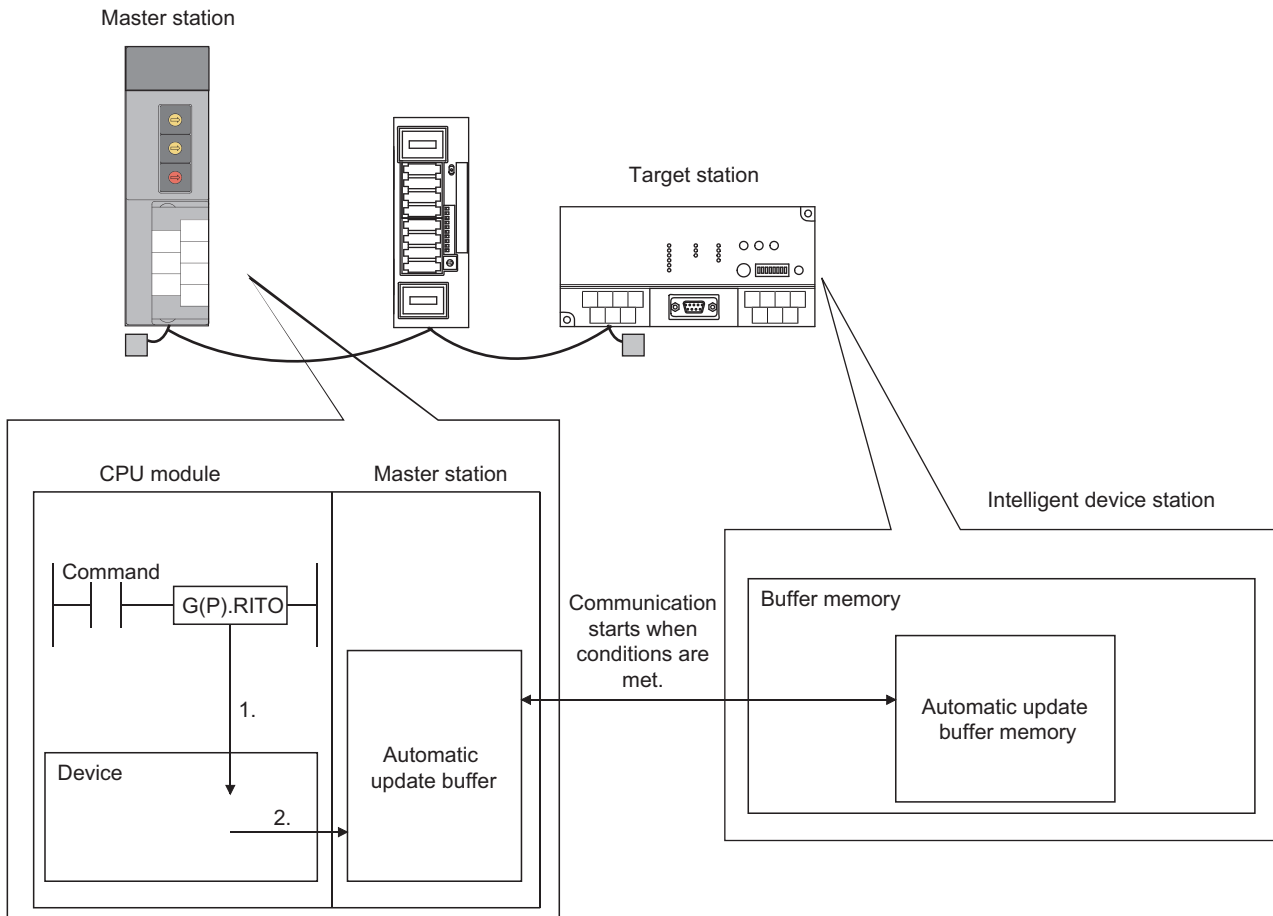 Master station
Target station
CPU module
Master station
Intelligent device station
Command
G(P).RITO
1.
Device
2.
Automatic
update buffer
Communication
starts when
conditions are
met.
Buffer memory
Automatic update
buffer memory